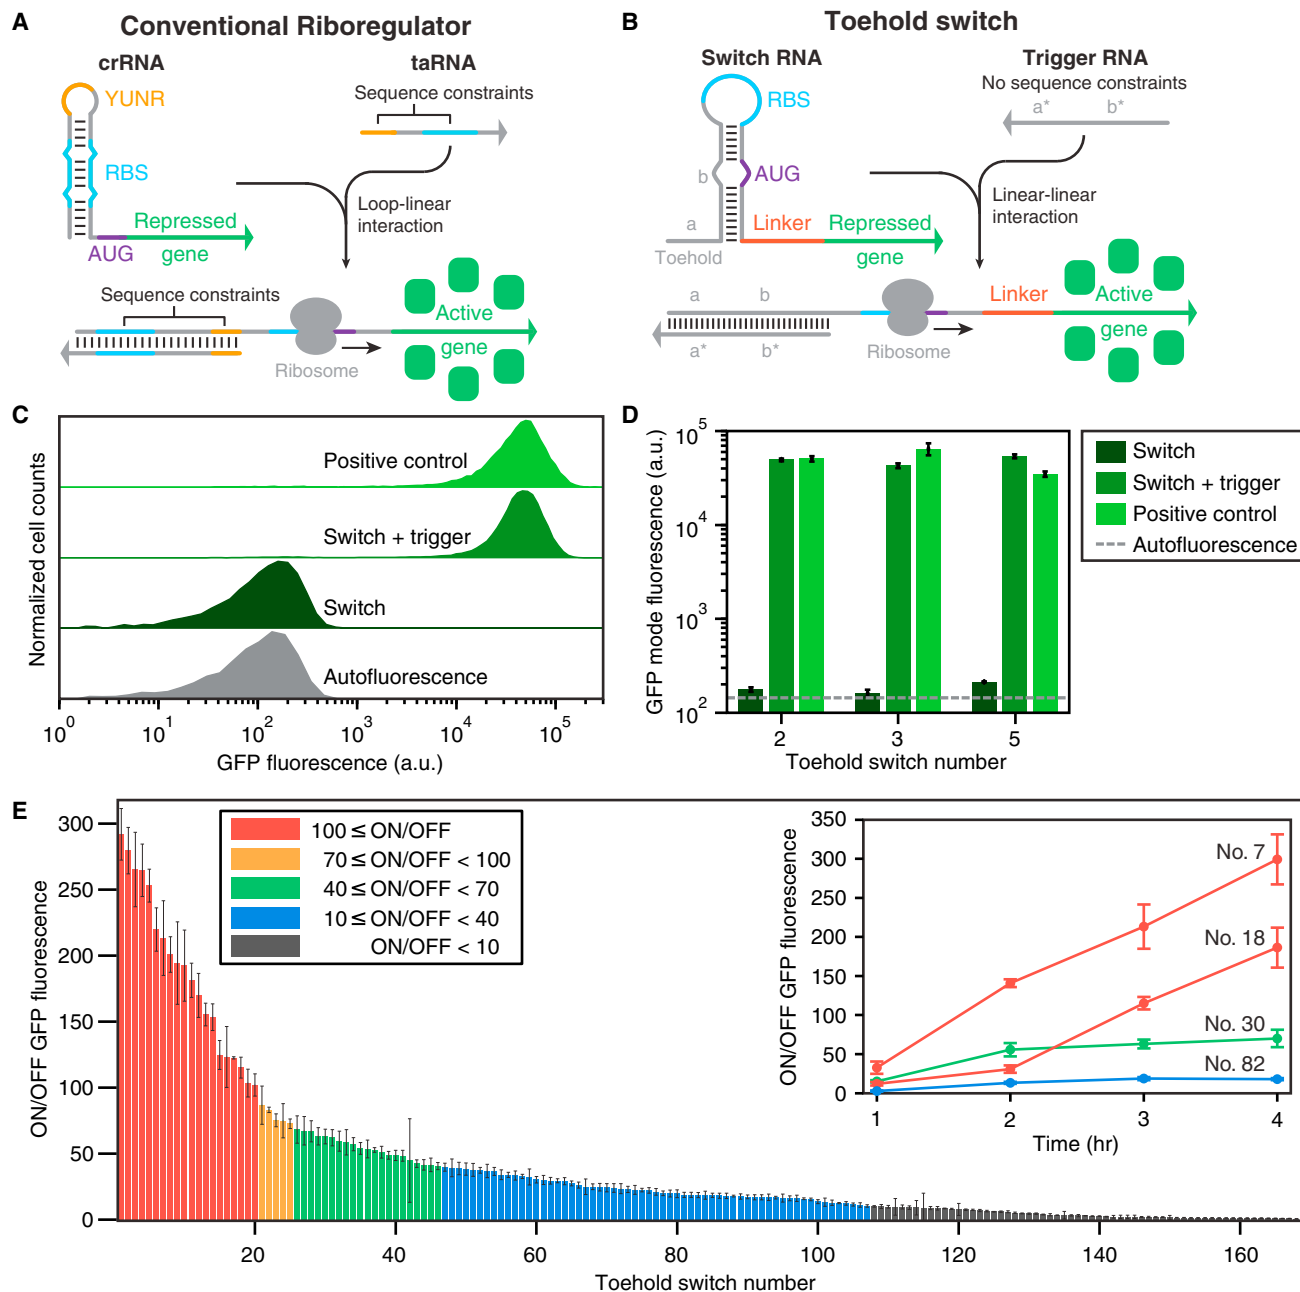 A
Conventional Riboregulator
crRNA
taRNA
YUNR
Sequence constraints
RBS
Loop-linear
interaction
Repressed
AUG
gene
Sequence constraints
Active
gene
Ribosome
B
Toehold switch
Switch RNA
Trigger RNA
No sequence constraints
RBS
a*
b*
b
AUG
Linear-linear
interaction
a
Linker
Repressed
Toehold
gene
a
b
Linker
Active
a*
b*
Ribosome
gene
C
Normalized cell counts
Positive control
Switch + trigger
Switch
Autofluorescence
10^0
10^1
10^2
10^3
10^4
10^5
GFP fluorescence (a.u.)
D
GFP mode fluorescence (a.u.)
10^5
10^4
10^3
10^2
2
3
5
Toehold switch number
Switch
Switch + trigger
Positive control
Autofluorescence
E
ON/OFF GFP fluorescence
300
250
200
150
100
50
0
100 ≤ ON/OFF
70 ≤ ON/OFF < 100
40 ≤ ON/OFF < 70
10 ≤ ON/OFF < 40
ON/OFF < 10
20
40
60
80
100
120
140
160
Toehold switch number
ON/OFF GFP fluorescence
350
300
250
200
150
100
50
0
No. 7
No. 18
No. 30
No. 82
1
2
3
4
Time (hr)